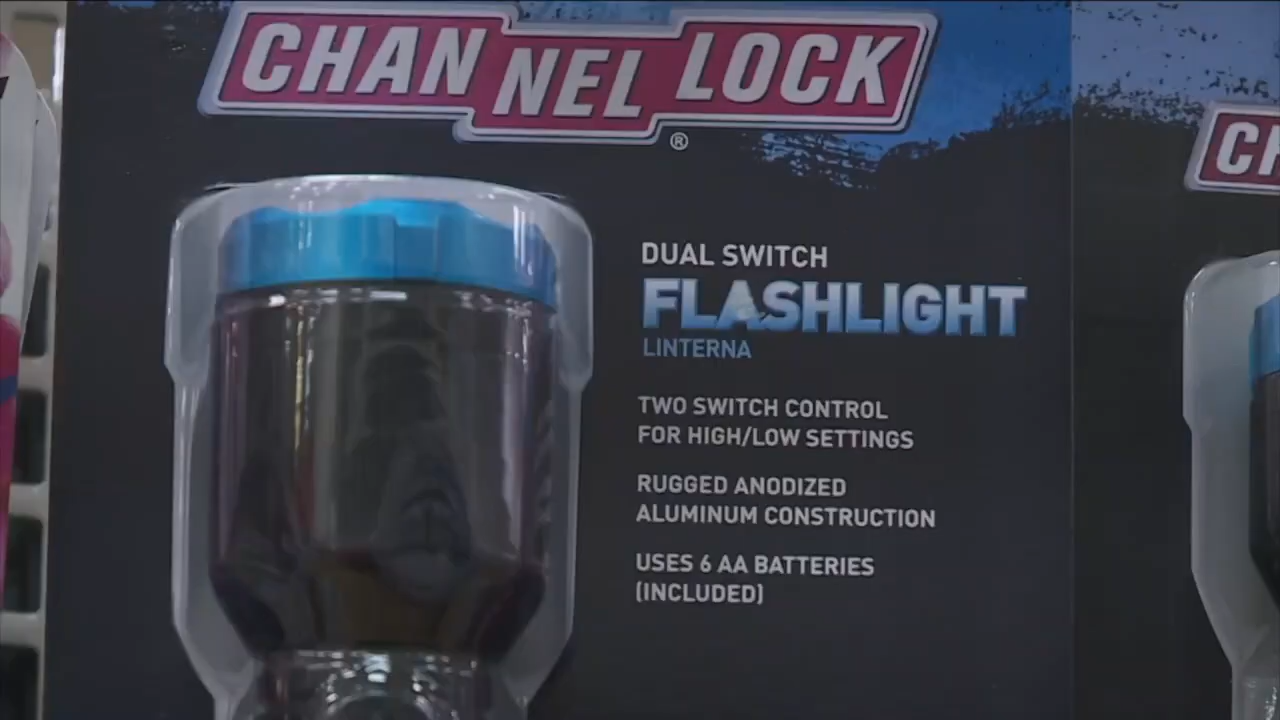 CHANNEL LOCK
®
DUAL SWITCH
FLASHLIGHT
LINTERNA
TWO SWITCH CONTROL
FOR HIGH/LOW SETTINGS
RUGGED ANODIZED
ALUMINUM CONSTRUCTION
USES 6 AA BATTERIES
(INCLUDED)
CH